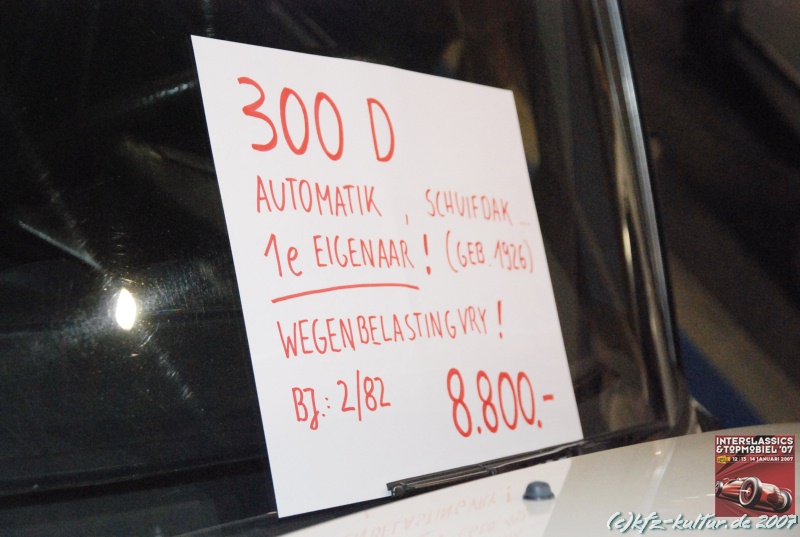 300 D
AUTOMATIK, SCHUIFDAK ...
1e EIGENAAR! (GEB. 1926)
WEGENBELASTINGVRY!
BJ.: 2/82 8.800.-
INTERCLASSICS
& TOPMOBIEL '07
12 13 14 JANUARI 2007
(c)kfz-kultur.de 2007